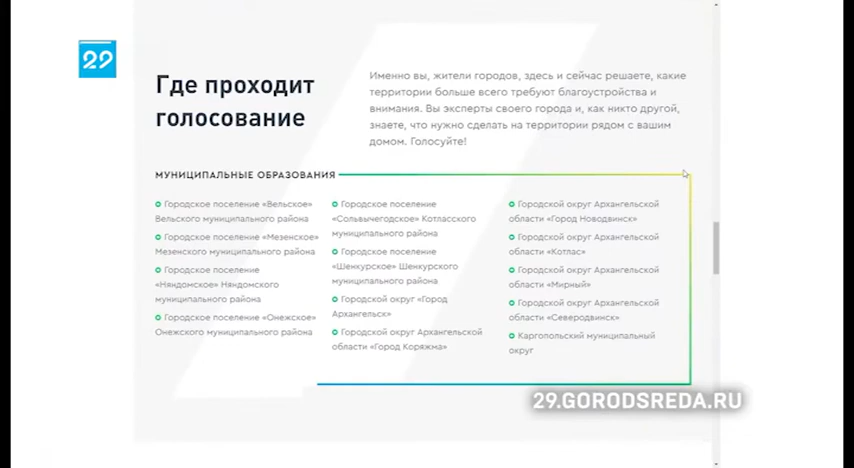 29
Где проходит
голосование
Именно вы, жители городов, здесь и сейчас решаете, какие
территории больше всего требуют благоустройства и
внимания. Вы эксперты своего города и, как никто другой,
знаете, что нужно сделать на территории рядом с вашим
домом. Голосуйте!
МУНИЦИПАЛЬНЫЕ ОБРАЗОВАНИЯ
Городское поселение «Вельское»
Вельского муниципального района
Городское поселение «Мезенское»
Мезенского муниципального района
Городское поселение
«Няндомское» Няндомского
муниципального района
Городское поселение «Онежское»
Онежского муниципального района
Городское поселение
«Сольвычегодское» Котласского
муниципального района
Городское поселение
«Шенкурское» Шенкурского
муниципального района
Городской округ «Город
Архангельск»
Городской округ Архангельской
области «Город Коряжма»
Городской округ Архангельской
области «Город Новодвинск»
Городской округ Архангельской
области «Котлас»
Городской округ Архангельской
области «Мирный»
Городской округ Архангельской
области «Северодвинск»
Каргопольский муниципальный
округ
29.GORODSREDA.RU